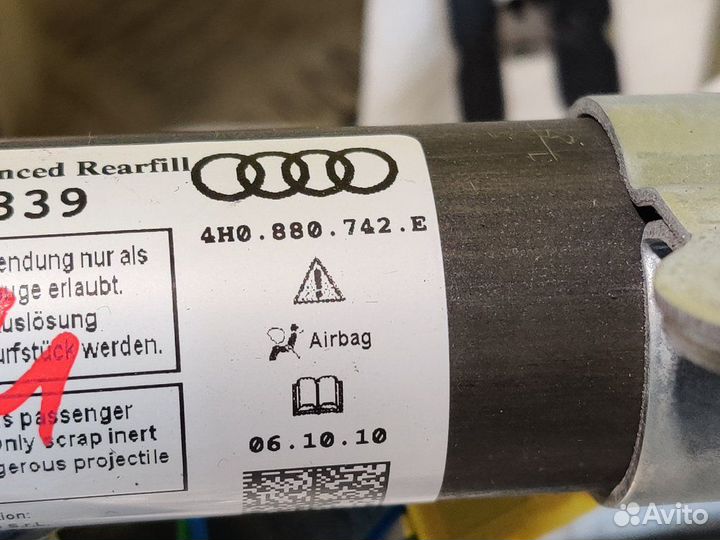 nced Rearfill
339
4H0.880.742.E
endung nur als
uge erlaubt.
uslösung
urfstück werden.
Airbag
s passenger
only scrap inert
gerous projectile
06.10.10
tion:
S.r.L.
Avito